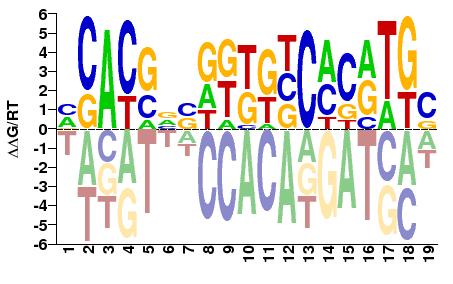 ΔΔG/RT
6
5
4
3
2
1
0
-1
-2
-3
-4
-5
-6
C C A C G G C G G T G T C A C A T G C
A G T C A A A T G T C C G G A T G
A T A C G T A G T T C
T A C A T T A C C A C A A G A T C A A
T G G T G G C T
T T G
1 2 3 4 5 6 7 8 9 10 11 12 13 14 15 16 17 18 19